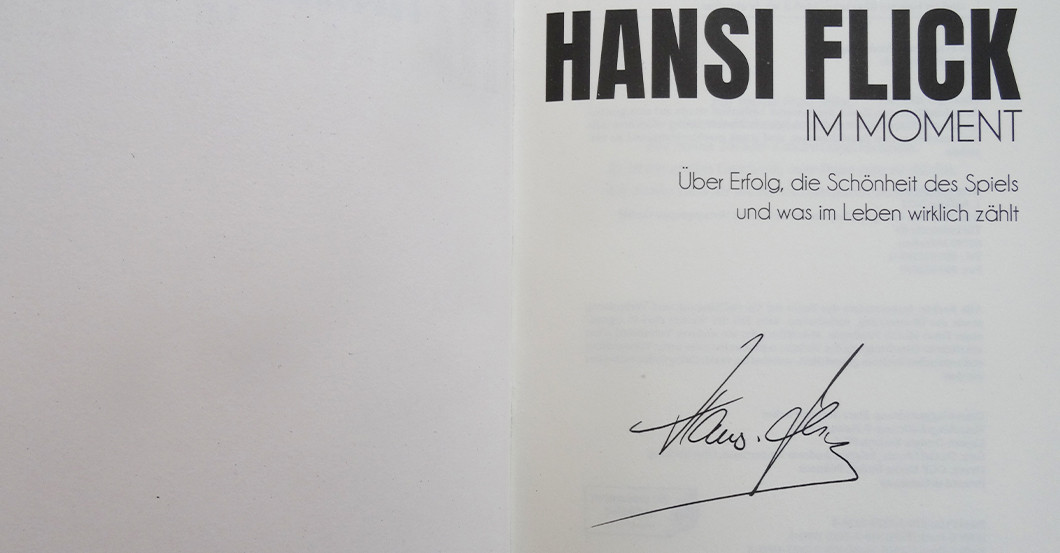 HANSI FLICK
IM MOMENT
Über Erfolg, die Schönheit des Spiels
und was im Leben wirklich zählt